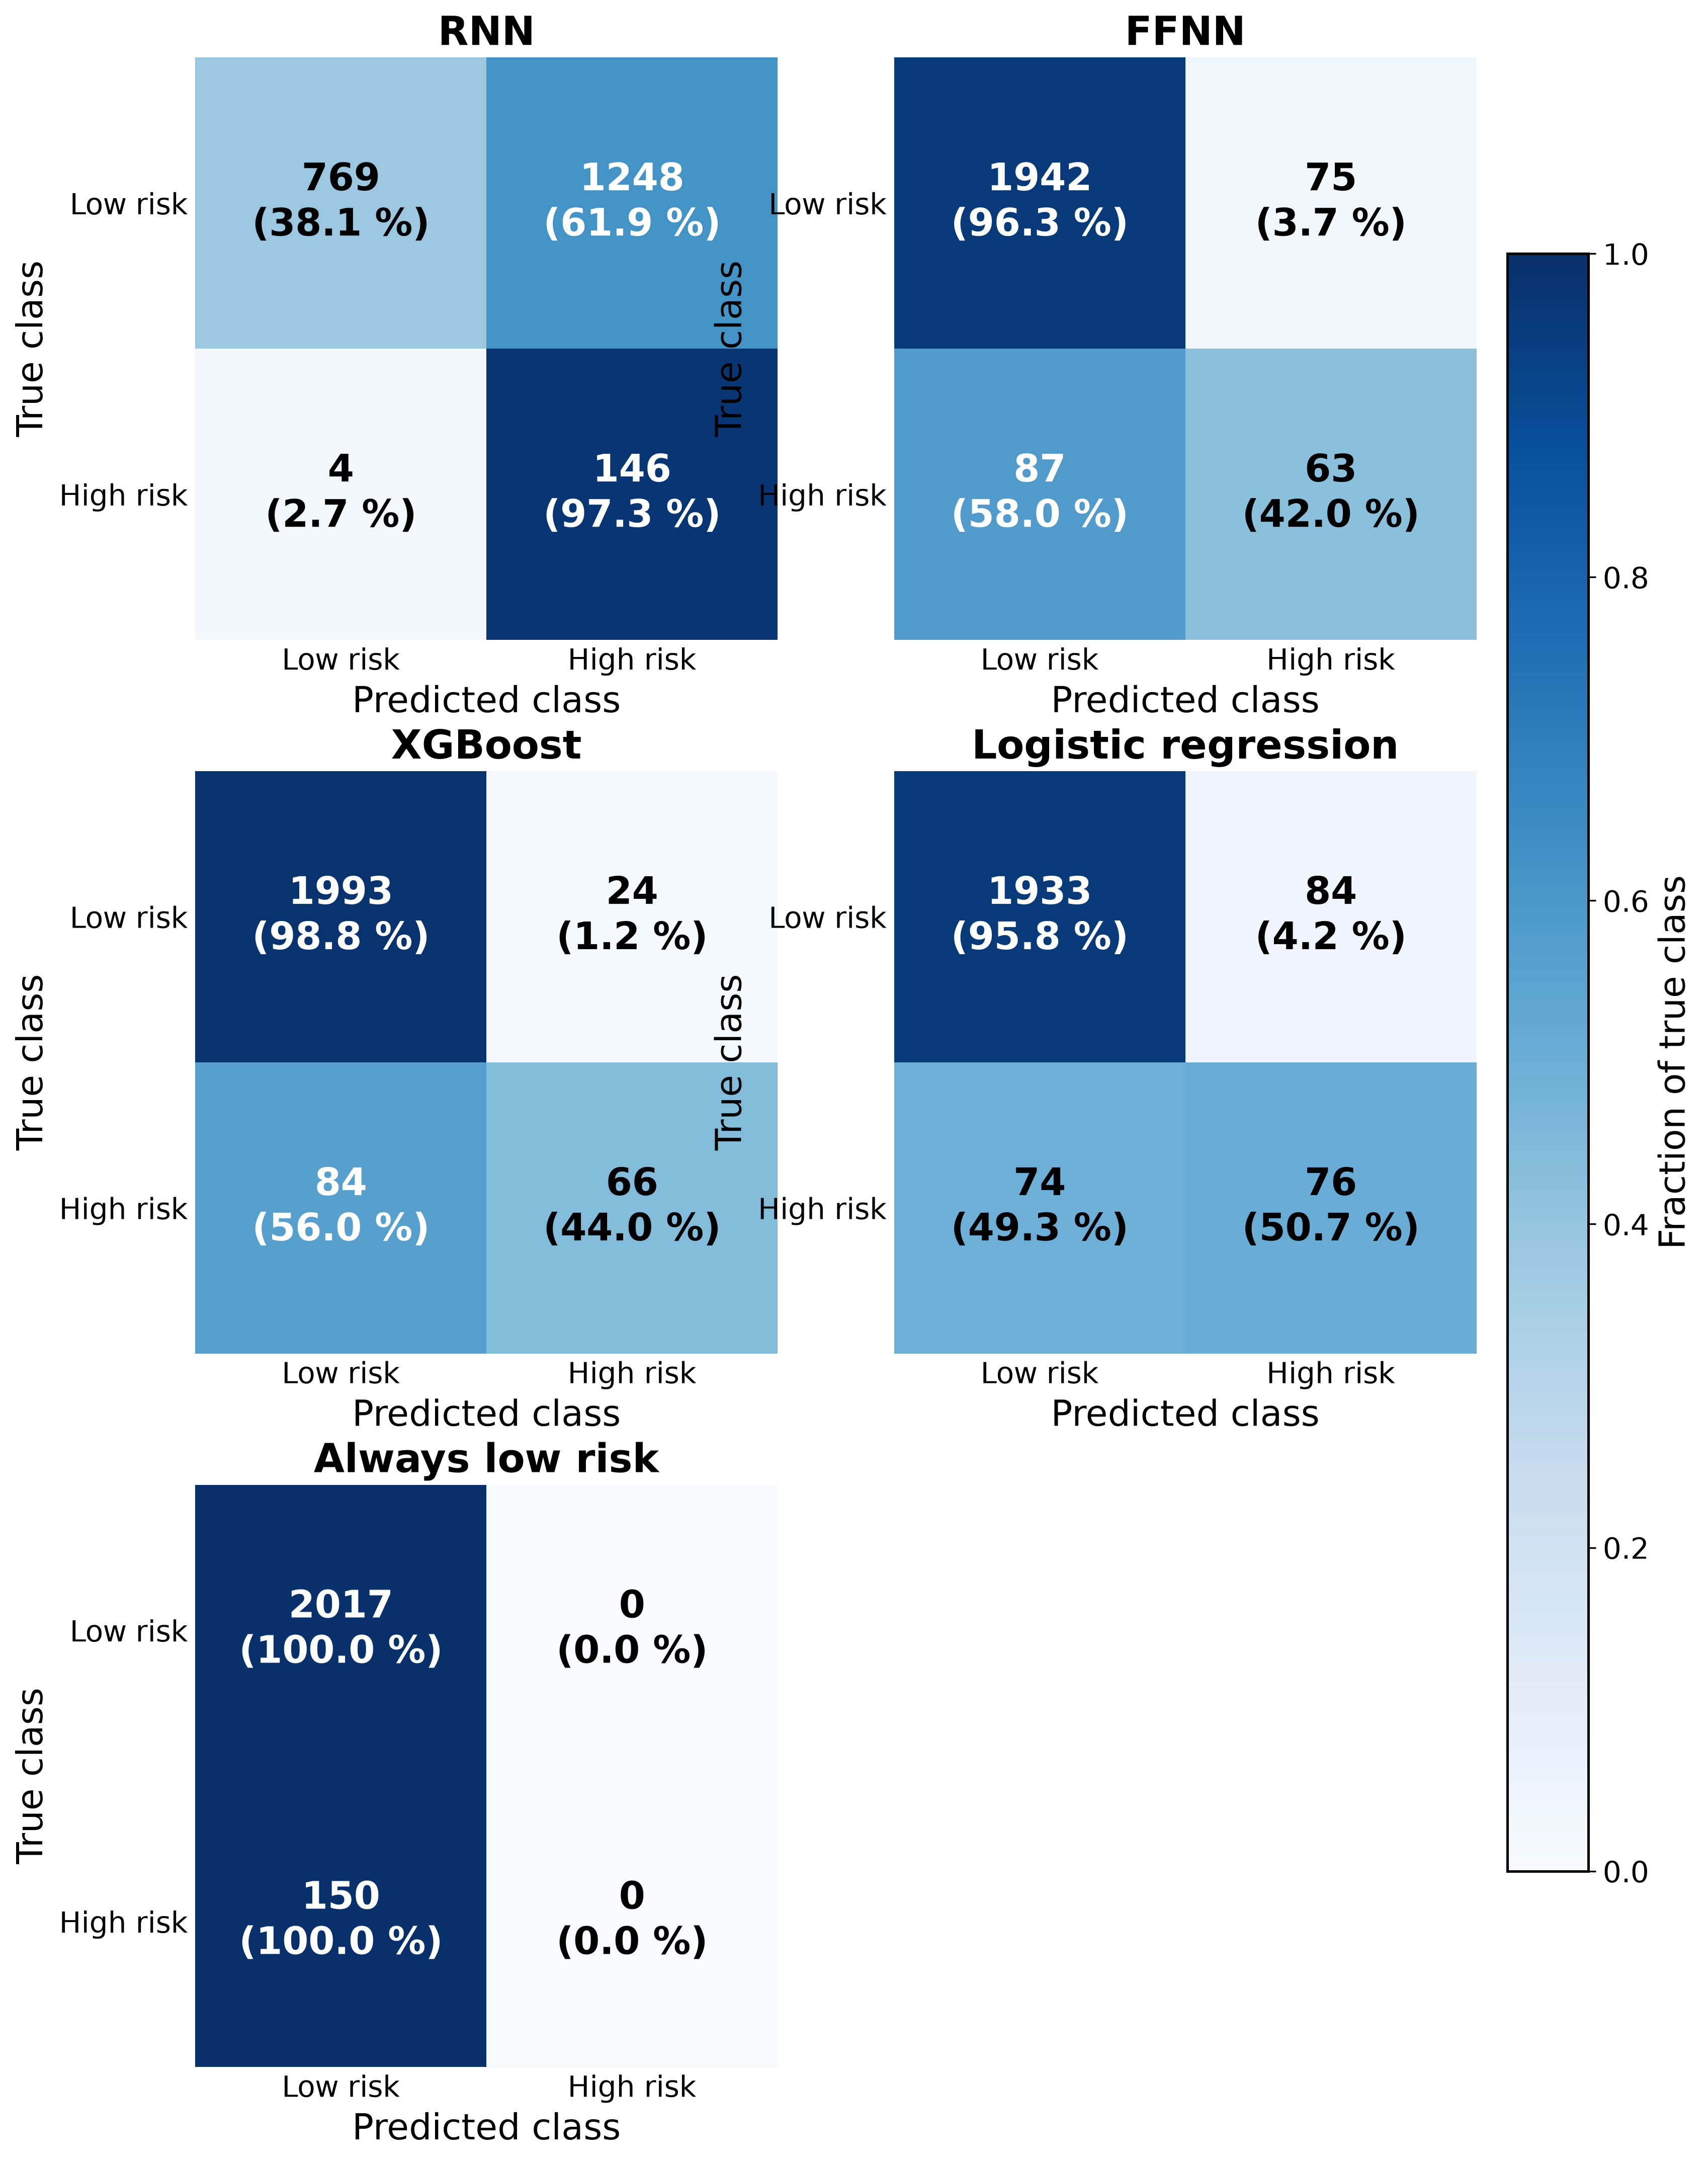 RNN
769
(38.1 %)
1248
(61.9 %)
4
(2.7 %)
146
(97.3 %)
Low risk
High risk
True class
Low risk
High risk
Predicted class
FFNN
1942
(96.3 %)
75
(3.7 %)
87
(58.0 %)
63
(42.0 %)
Low risk
High risk
True class
Low risk
High risk
Predicted class
XGBoost
1993
(98.8 %)
24
(1.2 %)
84
(56.0 %)
66
(44.0 %)
Low risk
High risk
True class
Low risk
High risk
Predicted class
Logistic regression
1933
(95.8 %)
84
(4.2 %)
74
(49.3 %)
76
(50.7 %)
Low risk
High risk
True class
Low risk
High risk
Predicted class
Always low risk
2017
(100.0 %)
0
(0.0 %)
150
(100.0 %)
0
(0.0 %)
Low risk
High risk
True class
Low risk
High risk
Predicted class
1.0
0.8
0.6
0.4
0.2
0.0
Fraction of true class